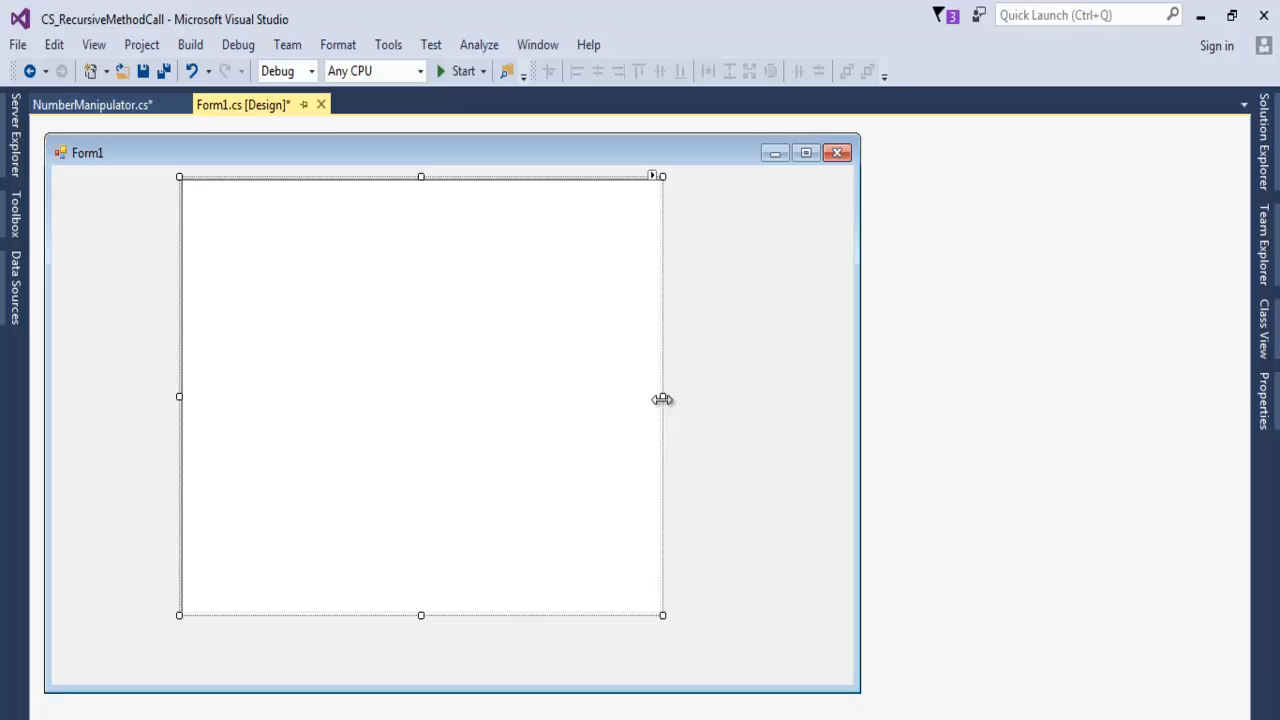 CS_RecursiveMethodCall - Microsoft Visual Studio
3
Quick Launch (Ctrl+Q)
File Edit View Project Build Debug Team Format Tools Test Analyze Window Help
Sign in
Debug Any CPU Start
NumberManipulator.cs* Form1.cs [Design]*
Form1
Server Explorer
Toolbox
Data Sources
Solution Explorer
Team Explorer
Class View
Properties